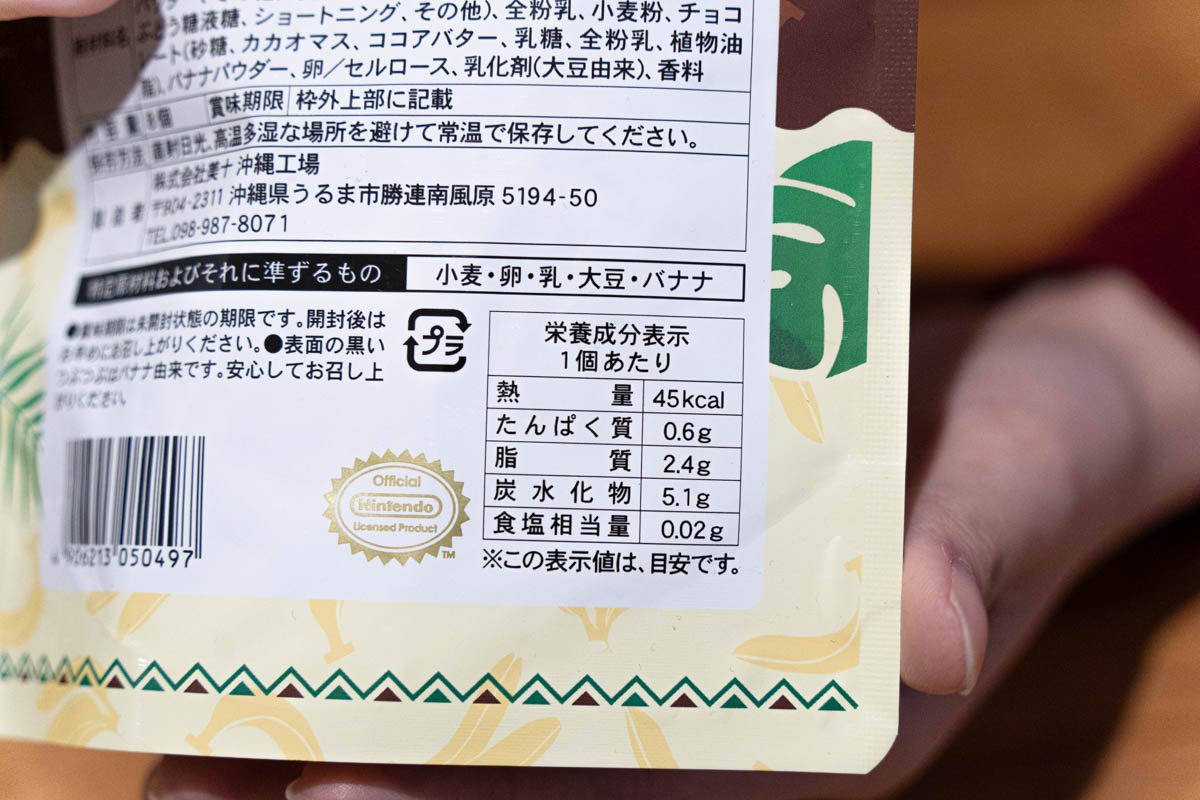 ぶどう糖液糖、ショートニング、その他）、全粉乳、小麦粉、チョコ
ート（砂糖、カカオマス、ココアバター、乳糖、全粉乳、植物油
脂）、バナナパウダー、卵／セルロース、乳化剤（大豆由来）、香料
賞味期限 枠外上部に記載
直射日光、高温多湿な場所を避けて常温で保存してください。
株式会社美十 沖縄工場
〒904-2311 沖縄県うるま市勝連南風原 5194-50
TEL.098-987-8071
特定原材料およびそれに準ずるもの 小麦・卵・乳・大豆・バナナ
●賞味期限は未開封状態の期限です。開封後は
お早めにお召し上がりください。●表面の黒い
つぶつぶはバナナ由来です。安心してお召し上
がりください。
プラ
栄養成分表示
1個あたり
熱量 45kcal
たんぱく質 0.6g
脂質 2.4g
炭水化物 5.1g
食塩相当量 0.02g
※この表示値は、目安です。
Official
Nintendo
Licensed Product
TM
4 906213 050497